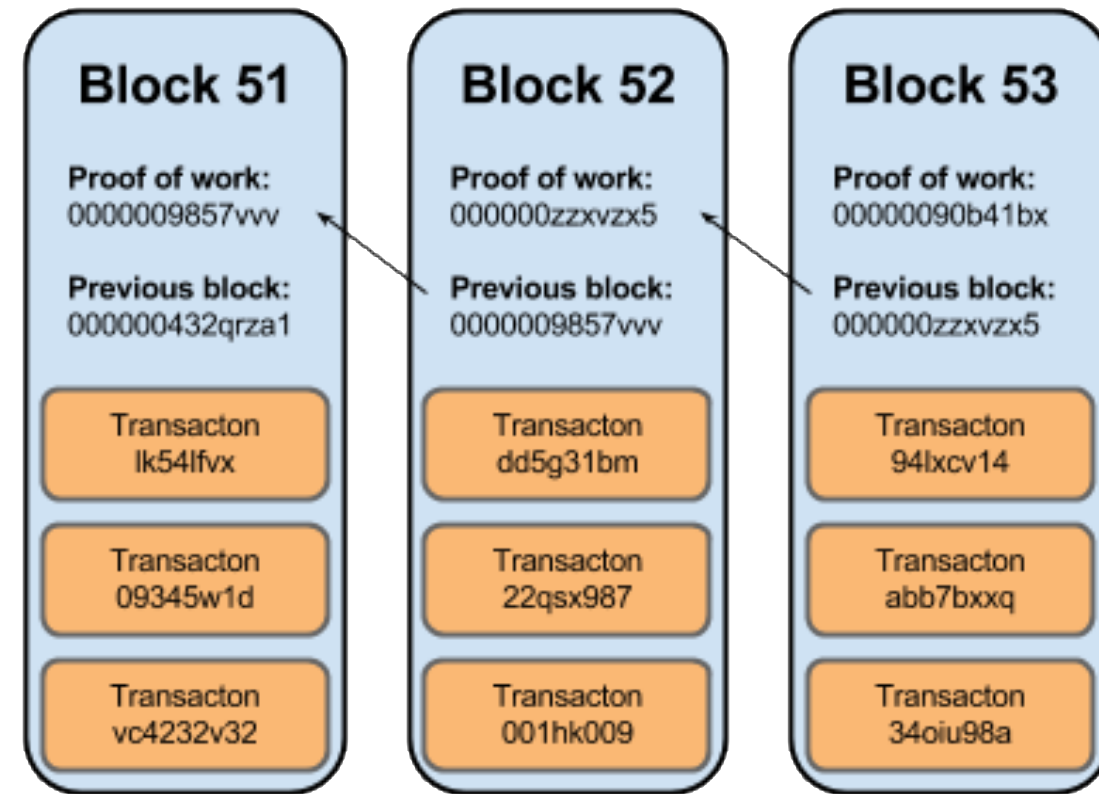 Block 51
Proof of work:
0000009857vvv
Previous block:
000000432qrza1
Transacton
lk54lfvx
Transacton
09345w1d
Transacton
vc4232v32
Block 52
Proof of work:
000000zzxvzx5
Previous block:
0000009857vvv
Transacton
dd5g31bm
Transacton
22qsx987
Transacton
001hk009
Block 53
Proof of work:
00000090b41bx
Previous block:
000000zzxvzx5
Transacton
94lxcv14
Transacton
abb7bxxq
Transacton
34oiu98a